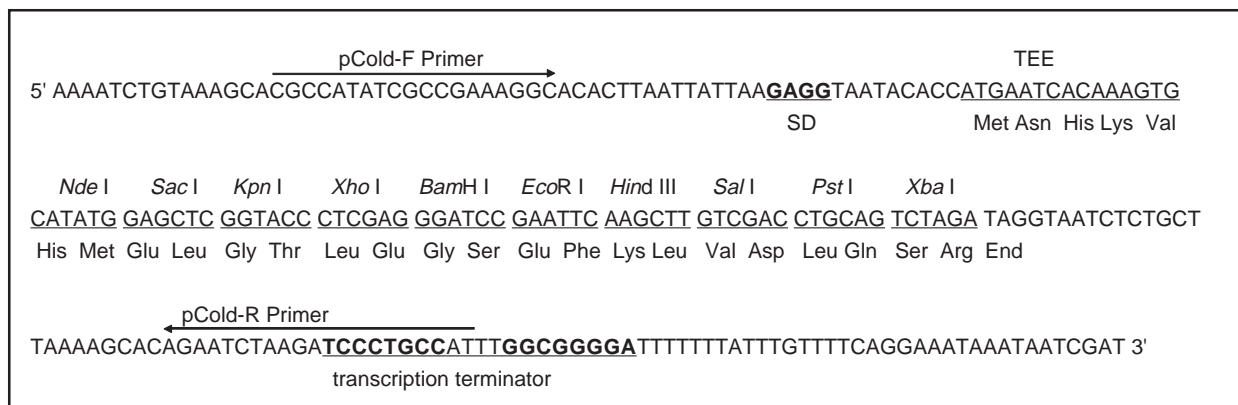 pCold-F Primer TEE
5' AAAATCTGTAAAGCACGCCATATCGCCGAAAGGCACACTTAATTATTAAGAGGTAATACACCATGAATCACAAAGTG
SD Met Asn His Lys Val
Nde I Sac I Kpn I Xho I BamH I EcoR I Hind III Sal I Pst I Xba I
CATATG GAGCTC GGTACC CTCGAG GGATCC GAATTC AAGCTT GTCGAC CTGCAG TCTAGA TAGGTAATCTCTGCT
His Met Glu Leu Gly Thr Leu Glu Gly Ser Glu Phe Lys Leu Val Asp Leu Gln Ser Arg End
pCold-R Primer
TAAAAGCACAGAATCTAAGATCCCTGCCATTTGGCGGGGATTTTTTTATTTGTTTTCAGGAAATAAATAATCGAT 3'
transcription terminator